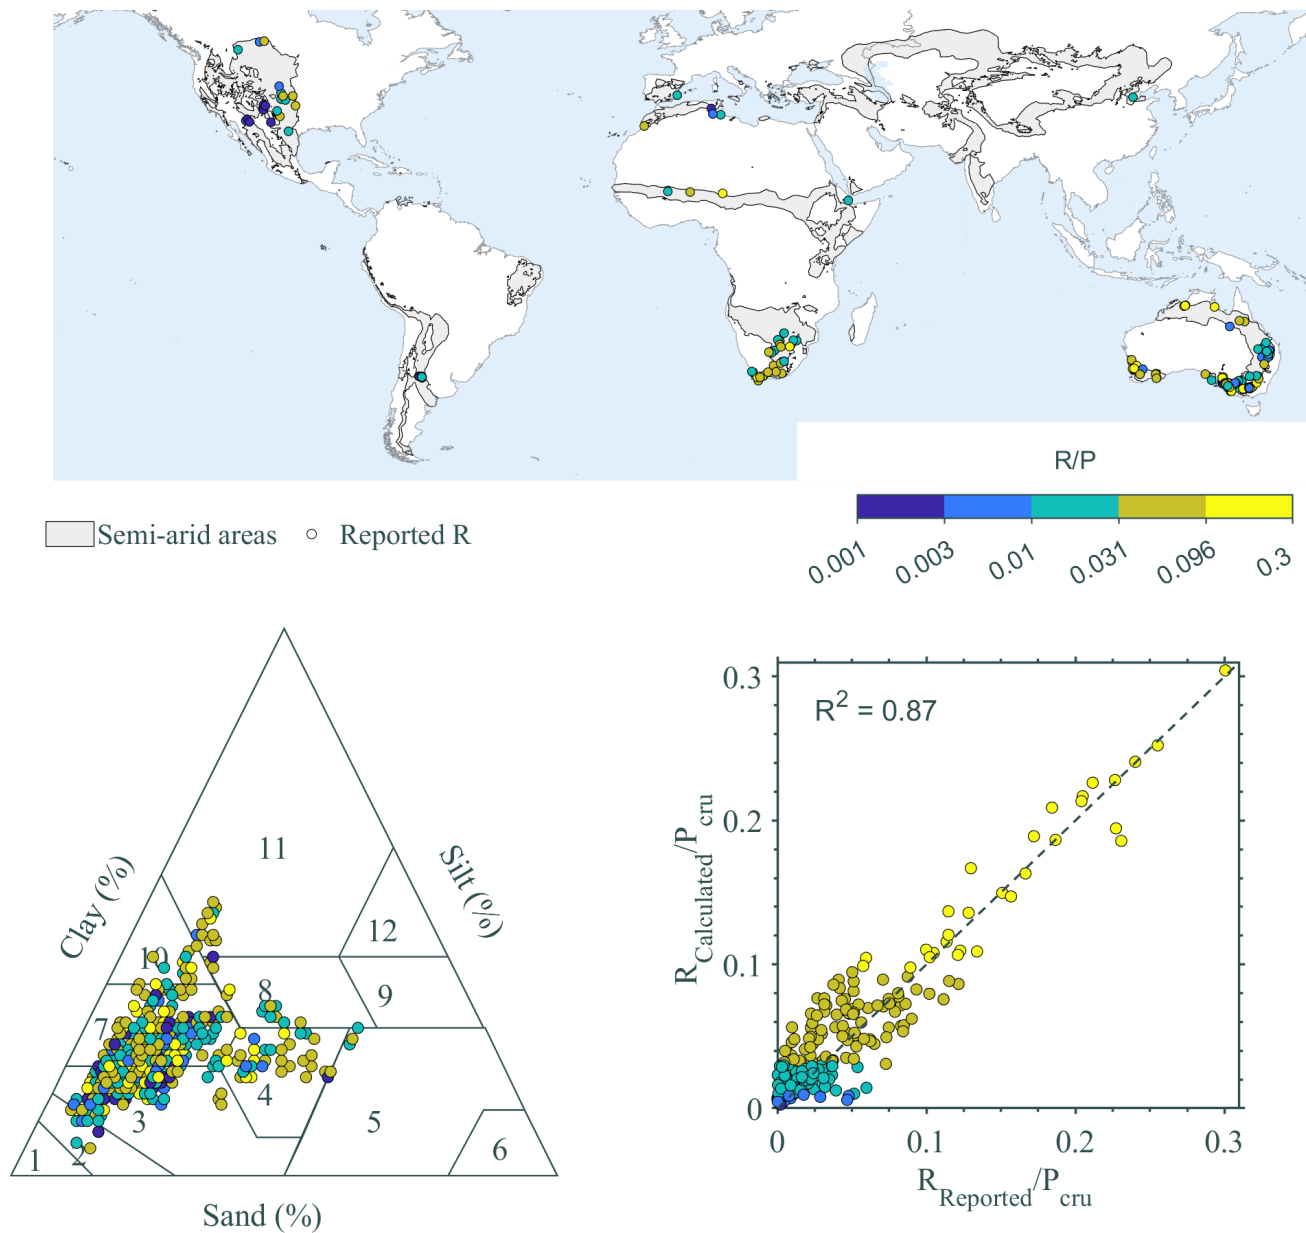 R/P
0.001 0.003 0.01 0.031 0.096 0.3
Semi-arid areas Reported R
11
12
10
8
9
7
4
3
5
6
2
1
Clay (%)
Silt (%)
Sand (%)
R² = 0.87
0.3
0.2
0.1
0
0 0.1 0.2 0.3
R_Calculated/P_cru
R_Reported/P_cru